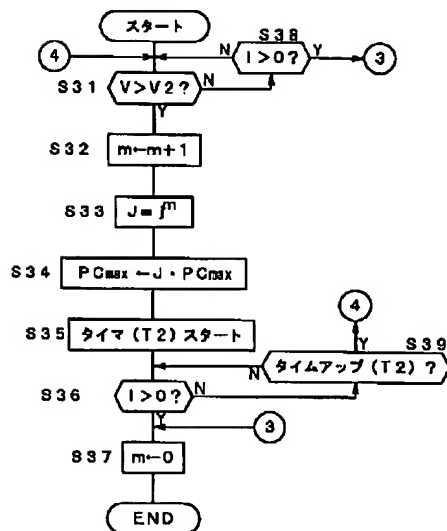 スタート
S38
④
N
I>0?
Y
③
S31
V>V2?
N
Y
S32
m←m+1
S33
J=f^m
S34
PCmax←J・PCmax
④
S35
タイマ(T2)スタート
Y
S39
N
タイムアップ(T2)?
S36
I>0?
N
Y
③
S37
m←0
END